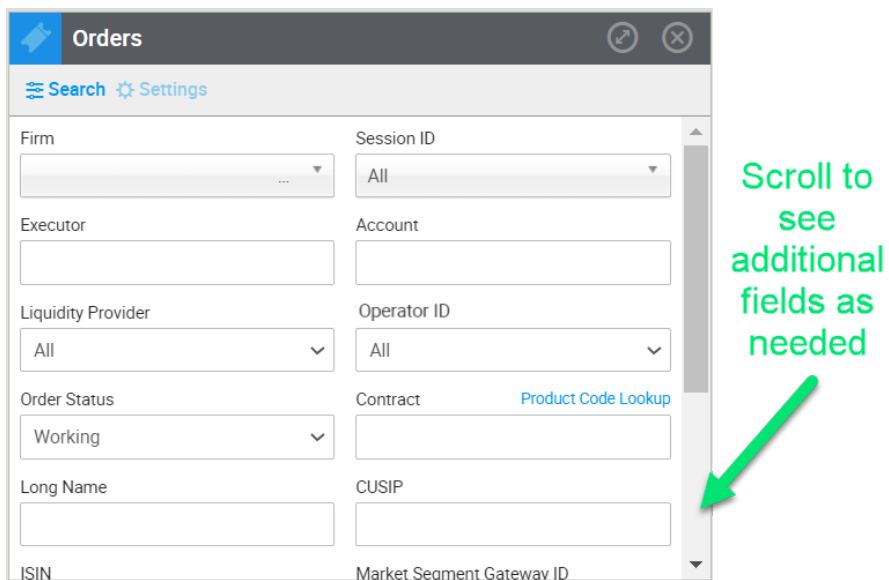 Orders
Search Settings
Firm
Session ID
...
All
Executor
Account
Liquidity Provider
Operator ID
All
All
Order Status
Contract
Product Code Lookup
Working
Long Name
CUSIP
ISIN
Market Segment Gateway ID
Scroll to
see
additional
fields as
needed